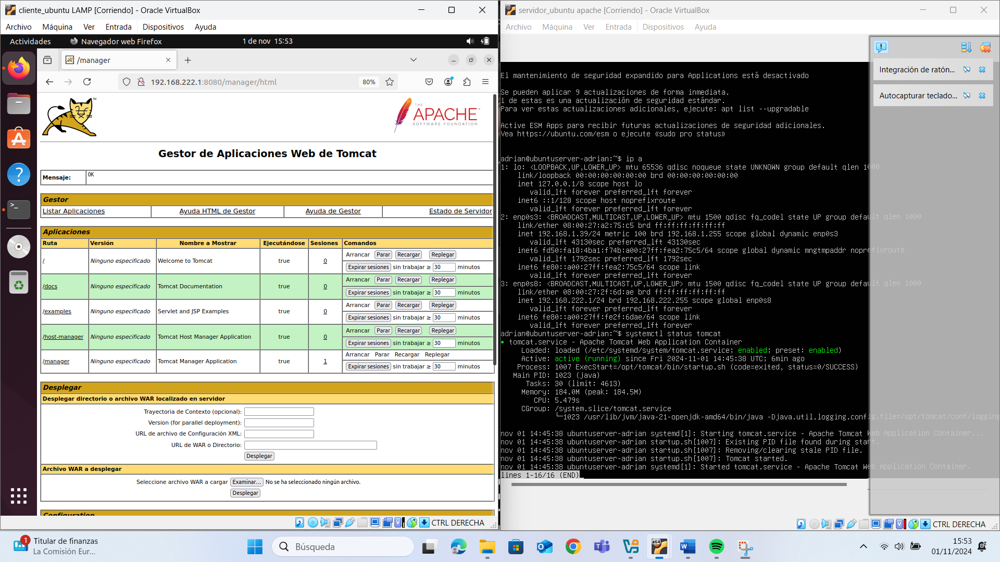 cliente_ubuntu LAMP [Corriendo] - Oracle VirtualBox
Archivo Máquina Ver Entrada Dispositivos Ayuda
Actividades Navegador web Firefox 1 de nov 15:53
/manager
192.168.222.1:8080/manager/html 80%
THE APACHE SOFTWARE FOUNDATION
Gestor de Aplicaciones Web de Tomcat
Mensaje: OK
Gestor
Listar Aplicaciones Ayuda HTML de Gestor Ayuda de Gestor Estado de Servidor
Aplicaciones
Ruta Versión Nombre a Mostrar Ejecutándose Sesiones Comandos
/ Ninguno especificado Welcome to Tomcat true 0 Arrancar Parar Recargar Replegar
Expirar sesiones sin trabajar ≥ 30 minutos
/docs Ninguno especificado Tomcat Documentation true 0 Arrancar Parar Recargar Replegar
Expirar sesiones sin trabajar ≥ 30 minutos
/examples Ninguno especificado Servlet and JSP Examples true 0 Arrancar Parar Recargar Replegar
Expirar sesiones sin trabajar ≥ 30 minutos
/host-manager Ninguno especificado Tomcat Host Manager Application true 0 Arrancar Parar Recargar Replegar
Expirar sesiones sin trabajar ≥ 30 minutos
/manager Ninguno especificado Tomcat Manager Application true 1 Arrancar Parar Recargar Replegar
Expirar sesiones sin trabajar ≥ 30 minutos
Desplegar
Desplegar directorio o archivo WAR localizado en servidor
Trayectoria de Contexto (opcional):
Version (for parallel deployment):
URL de archivo de Configuración XML:
URL de WAR o Directorio:
Desplegar
Archivo WAR a desplegar
Seleccione archivo WAR a cargar Examinar... No se ha seleccionado ningún archivo.
Desplegar
Configuration
CTRL DERECHA
servidor_ubuntu apache [Corriendo] - Oracle VirtualBox
Archivo Máquina Ver Entrada Dispositivos Ayuda
Integración de ratón...
Autocapturar teclado...
El mantenimiento de seguridad expandido para Applications está desactivado
Se pueden aplicar 9 actualizaciones de forma inmediata.
1 de estas es una actualización de seguridad estándar.
Para ver estas actualizaciones adicionales, ejecute: apt list --upgradable
Active ESM Apps para recibir futuras actualizaciones de seguridad adicionales.
Vea https://ubuntu.com/esm o ejecute «sudo pro status»
adrian@ubuntuserver-adrian:~$ ip a
1: lo: <LOOPBACK,UP,LOWER_UP> mtu 65536 qdisc noqueue state UNKNOWN group default qlen 1000
link/loopback 00:00:00:00:00:00 brd 00:00:00:00:00:00
inet 127.0.0.1/8 scope host lo
valid_lft forever preferred_lft forever
inet6 ::1/128 scope host noprefixroute
valid_lft forever preferred_lft forever
2: enp0s3: <BROADCAST,MULTICAST,UP,LOWER_UP> mtu 1500 qdisc fq_codel state UP group default qlen 1000
link/ether 08:00:27:a2:75:c5 brd ff:ff:ff:ff:ff:ff
inet 192.168.1.39/24 metric 100 brd 192.168.1.255 scope global dynamic enp0s3
valid_lft 43130sec preferred_lft 43130sec
inet6 fd50:fa18:4ba1:f74b:a00:27ff:fea2:75c5/64 scope global dynamic mngtmpaddr noprefixroute
valid_lft 1792sec preferred_lft 1792sec
inet6 fe80::a00:27ff:fea2:75c5/64 scope link
valid_lft forever preferred_lft forever
3: enp0s8: <BROADCAST,MULTICAST,UP,LOWER_UP> mtu 1500 qdisc fq_codel state UP group default qlen 1000
link/ether 08:00:27:2f:6d:ae brd ff:ff:ff:ff:ff:ff
inet 192.168.222.1/24 brd 192.168.222.255 scope global enp0s8
valid_lft forever preferred_lft forever
inet6 fe80::a00:27ff:fe2f:6dae/64 scope link
valid_lft forever preferred_lft forever
adrian@ubuntuserver-adrian:~$ systemctl status tomcat
● tomcat.service - Apache Tomcat Web Application Container
Loaded: loaded (/etc/systemd/system/tomcat.service; enabled; preset: enabled)
Active: active (running) since Fri 2024-11-01 14:45:38 UTC; 6min ago
Process: 1007 ExecStart=/opt/tomcat/bin/startup.sh (code=exited, status=0/SUCCESS)
Main PID: 1023 (java)
Tasks: 30 (limit: 4613)
Memory: 184.0M (peak: 184.5M)
CPU: 5.479s
CGroup: /system.slice/tomcat.service
└─1023 /usr/lib/jvm/java-21-openjdk-amd64/bin/java -Djava.util.logging.config.file=/opt/tomcat/conf/logging
nov 01 14:45:38 ubuntuserver-adrian systemd[1]: Starting tomcat.service - Apache Tomcat Web Application Container...
nov 01 14:45:38 ubuntuserver-adrian startup.sh[1007]: Existing PID file found during start.
nov 01 14:45:38 ubuntuserver-adrian startup.sh[1007]: Removing/clearing stale PID file.
nov 01 14:45:38 ubuntuserver-adrian startup.sh[1007]: Tomcat started.
nov 01 14:45:38 ubuntuserver-adrian systemd[1]: Started tomcat.service - Apache Tomcat Web Application Container.
lines 1-16/16 (END)
CTRL DERECHA
1 Titular de finanzas
La Comisión Eur...
Búsqueda
15:53
01/11/2024